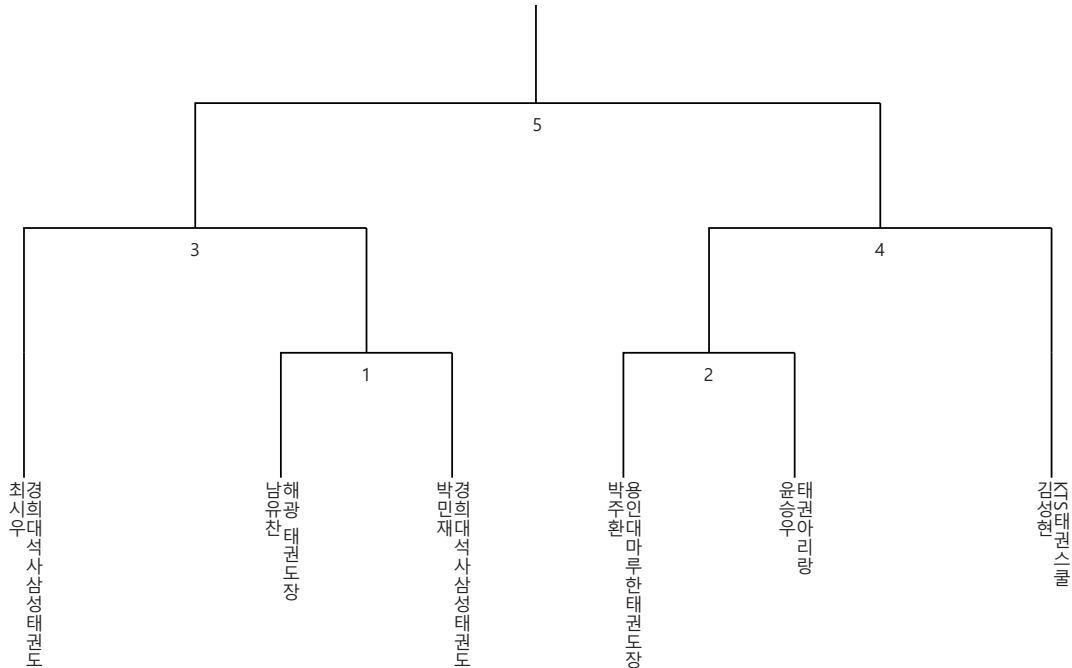 5
3
4
1
2
최시우
경희대석사삼성태권도
남유찬
해광 태권도장
박민재
경희대석사삼성태권도
박주환
용인대마루한태권도장
윤승우
태권아리랑
김성현
KTS태권스쿨